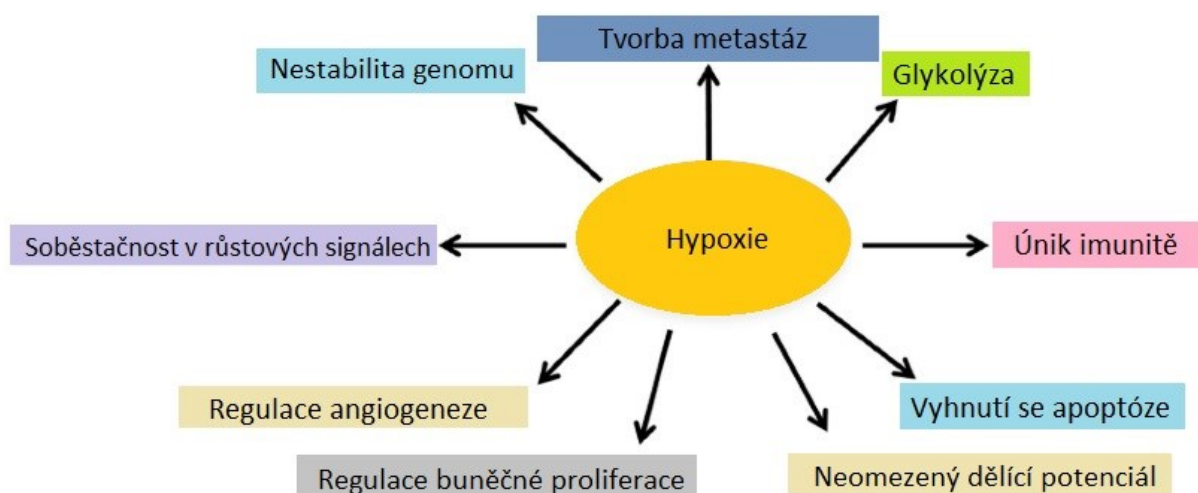 Tvorba metastáz
Nestabilita genomu
Glykolýza
Hypoxie
Soběstačnost v růstových signálech
Únik imunitě
Regulace angiogeneze
Vyhnutí se apoptóze
Regulace buněčné proliferace
Neomezený dělící potenciál